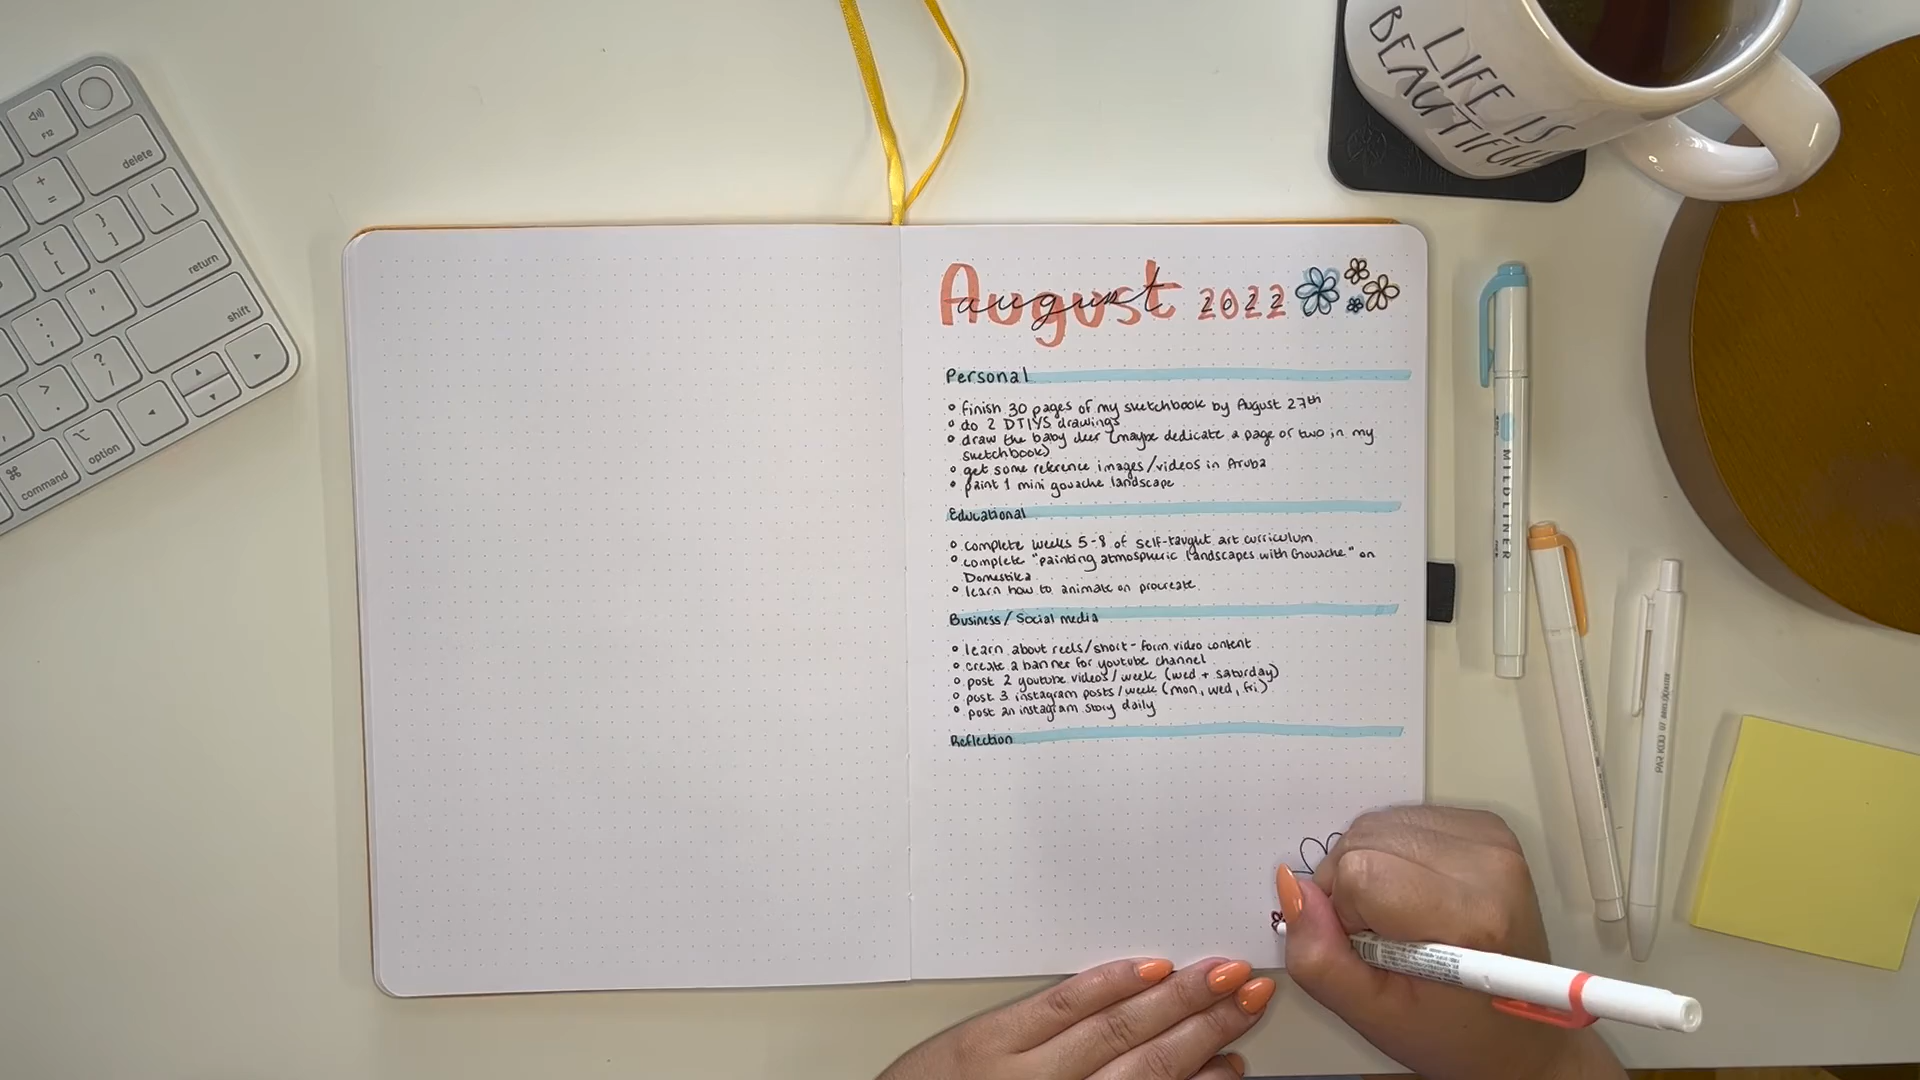 LIFE IS
BEAUTIFUL
F12
delete
+
=
|
\
}
]
{
[
return
"
'
:
;
shift
?
/
>
.
<
,
option
command
August
august
2022
2022
Personal
finish 30 pages of my sketchbook by August 27th
do 2 DTIYS drawings
draw the baby deer (maybe dedicate a page or two in my
sketchbook)
get some reference images/videos in Aruba
paint 1 mini gouache landscape
Educational
complete weeks 5-8 of self-taught art curriculum
complete "painting atmospheric landscapes with Gouache" on
Domestika
learn how to animate on procreate
Business / Social media
learn about reels/short-form video content
create a banner for youtube channel
post 2 youtube videos/week (wed + saturday)
post 3 instagram posts/week (mon, wed, fri)
post an instagram story daily
Reflection
MILDLINER